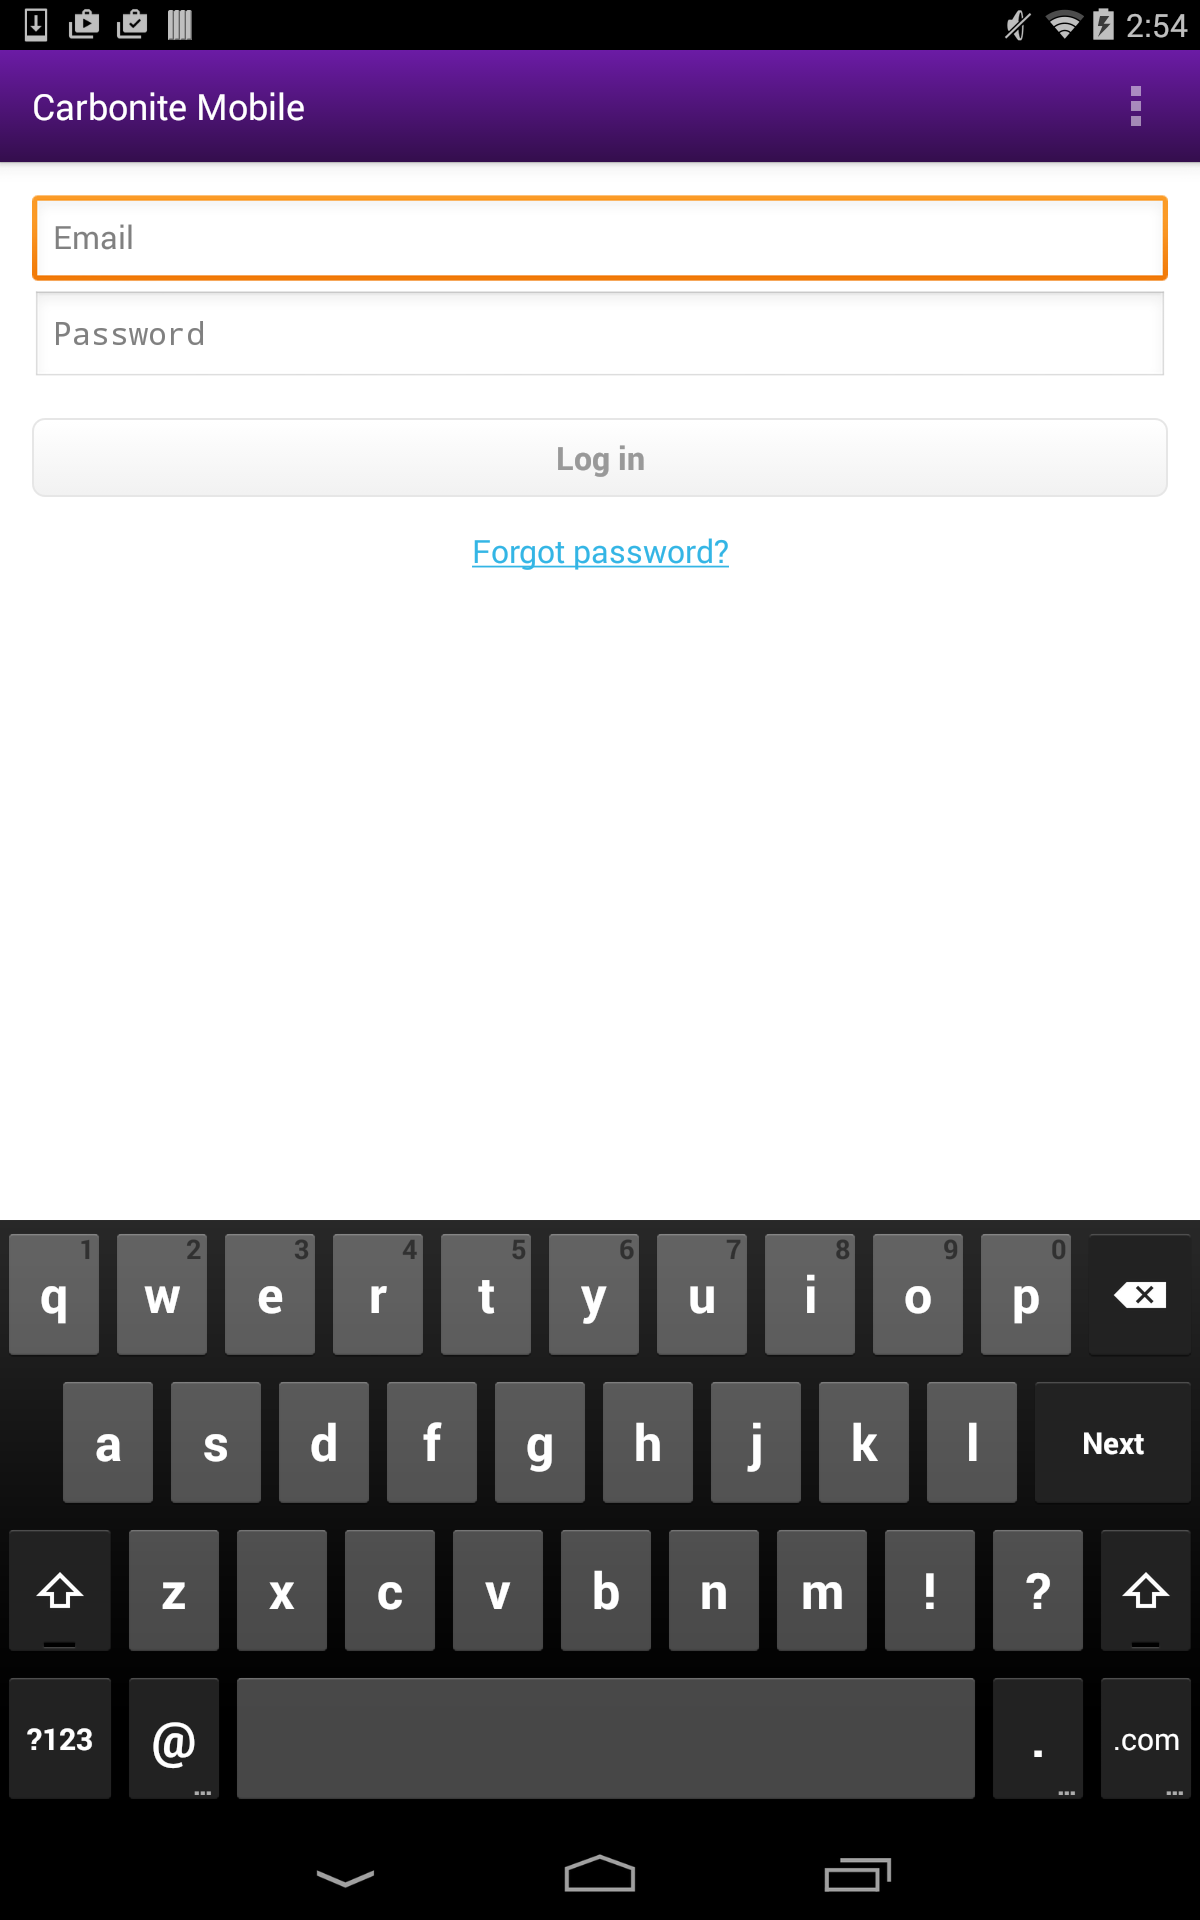 2:54
Carbonite Mobile
Email
Password
Log in
Forgot password?
1 2 3 4 5 6 7 8 9 0
q w e r t y u i o p
a s d f g h j k l Next
z x c v b n m ! ?
?123 @ . .com